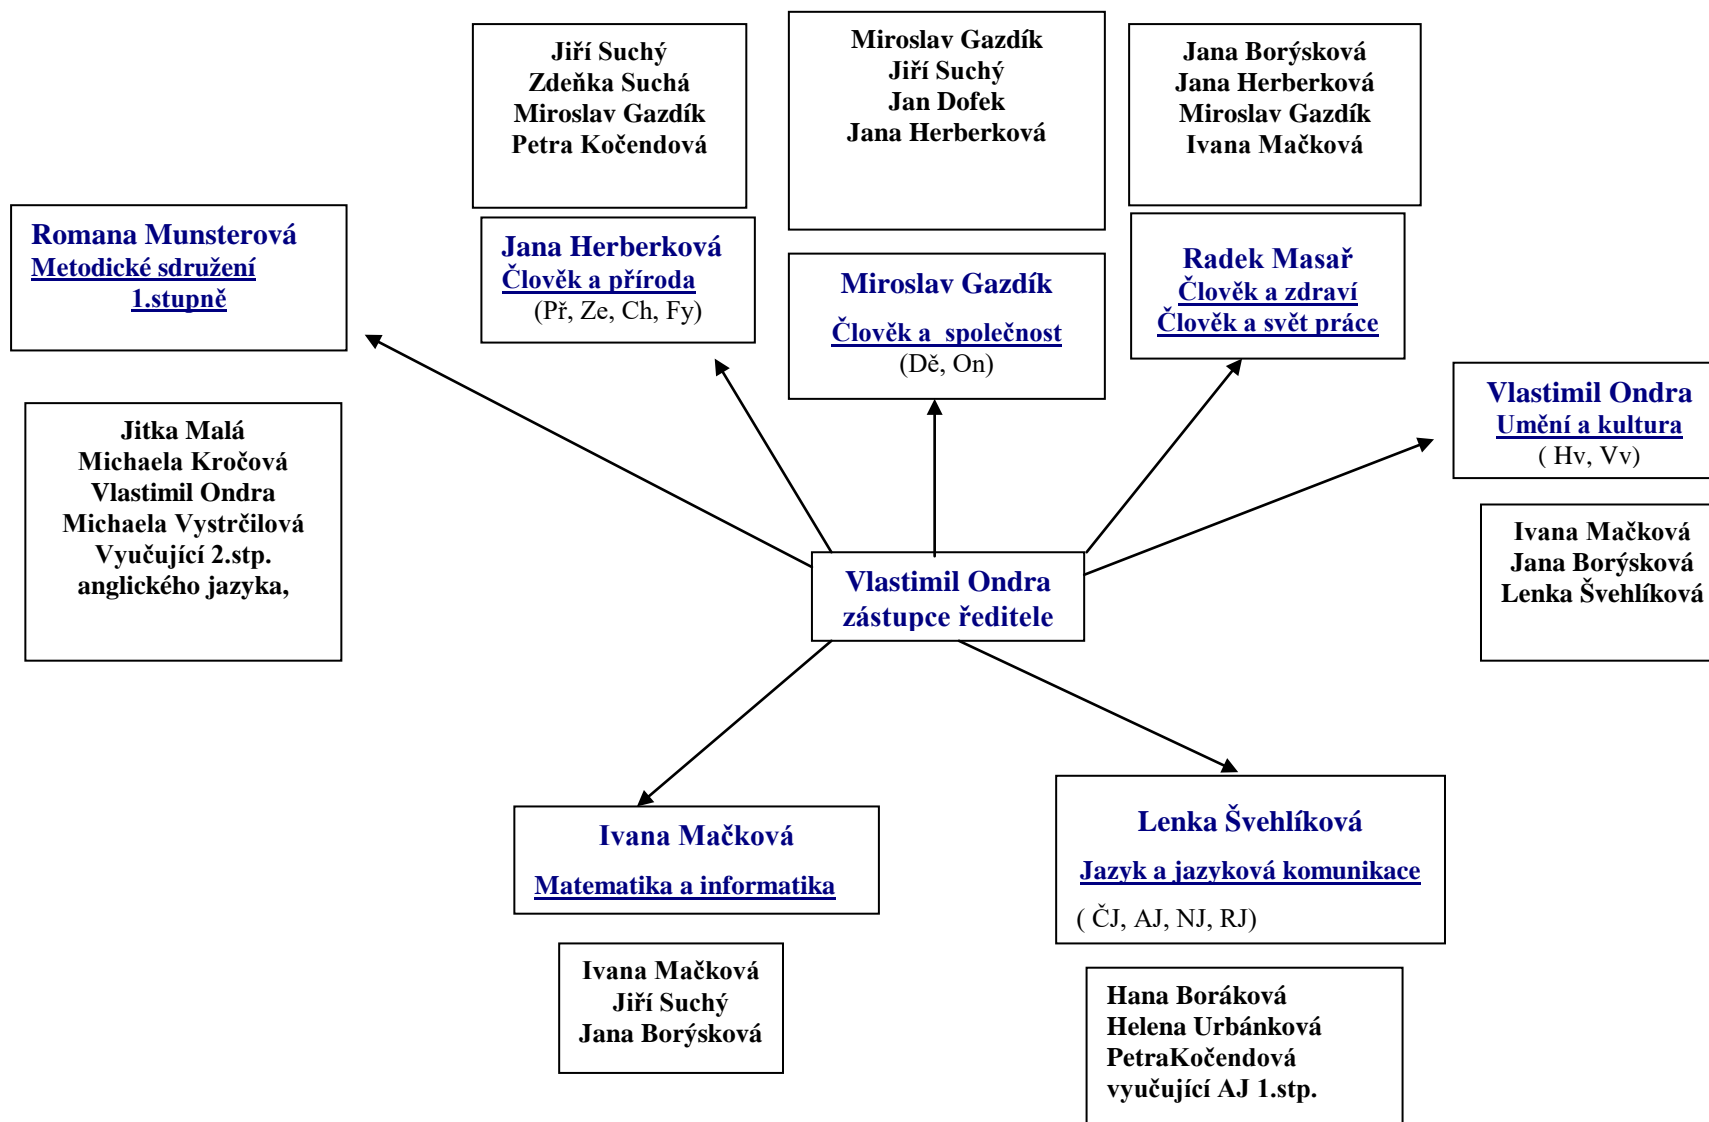 Jiří Suchý
Zdeňka Suchá
Miroslav Gazdík
Petra Kočendová
Miroslav Gazdík
Jiří Suchý
Jan Dofek
Jana Herberková
Jana Borýsková
Jana Herberková
Miroslav Gazdík
Ivana Mačková
Romana Munsterová
Metodické sdružení
1.stupně
Jana Herberková
Člověk a příroda
(Př, Ze, Ch, Fy)
Miroslav Gazdík
Člověk a společnost
(Dě, On)
Radek Masař
Člověk a zdraví
Člověk a svět práce
Vlastimil Ondra
Umění a kultura
( Hv, Vv)
Jitka Malá
Michaela Kročová
Vlastimil Ondra
Michaela Vystrčilová
Vyučující 2.stp.
anglického jazyka,
Ivana Mačková
Jana Borýsková
Lenka Švehlíková
Vlastimil Ondra
zástupce ředitele
Ivana Mačková
Matematika a informatika
Lenka Švehlíková
Jazyk a jazyková komunikace
( ČJ, AJ, NJ, RJ)
Ivana Mačková
Jiří Suchý
Jana Borýsková
Hana Boráková
Helena Urbánková
PetraKočendová
vyučující AJ 1.stp.